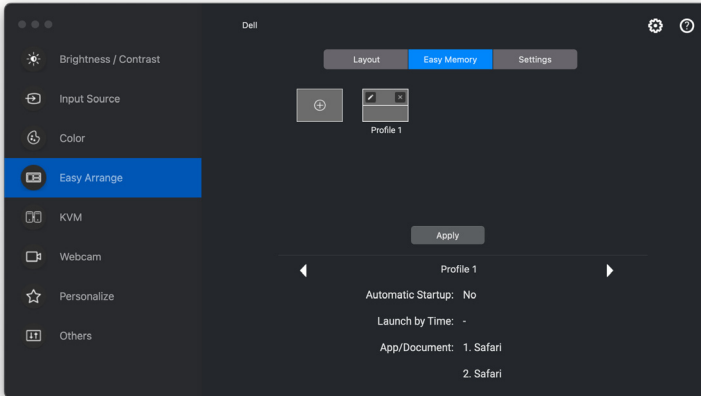 Dell
Brightness / Contrast
Input Source
Color
Easy Arrange
KVM
Webcam
Personalize
Others
Layout Easy Memory Settings
Profile 1
Apply
Profile 1
Automatic Startup: No
Launch by Time: -
App/Document: 1. Safari
2. Safari